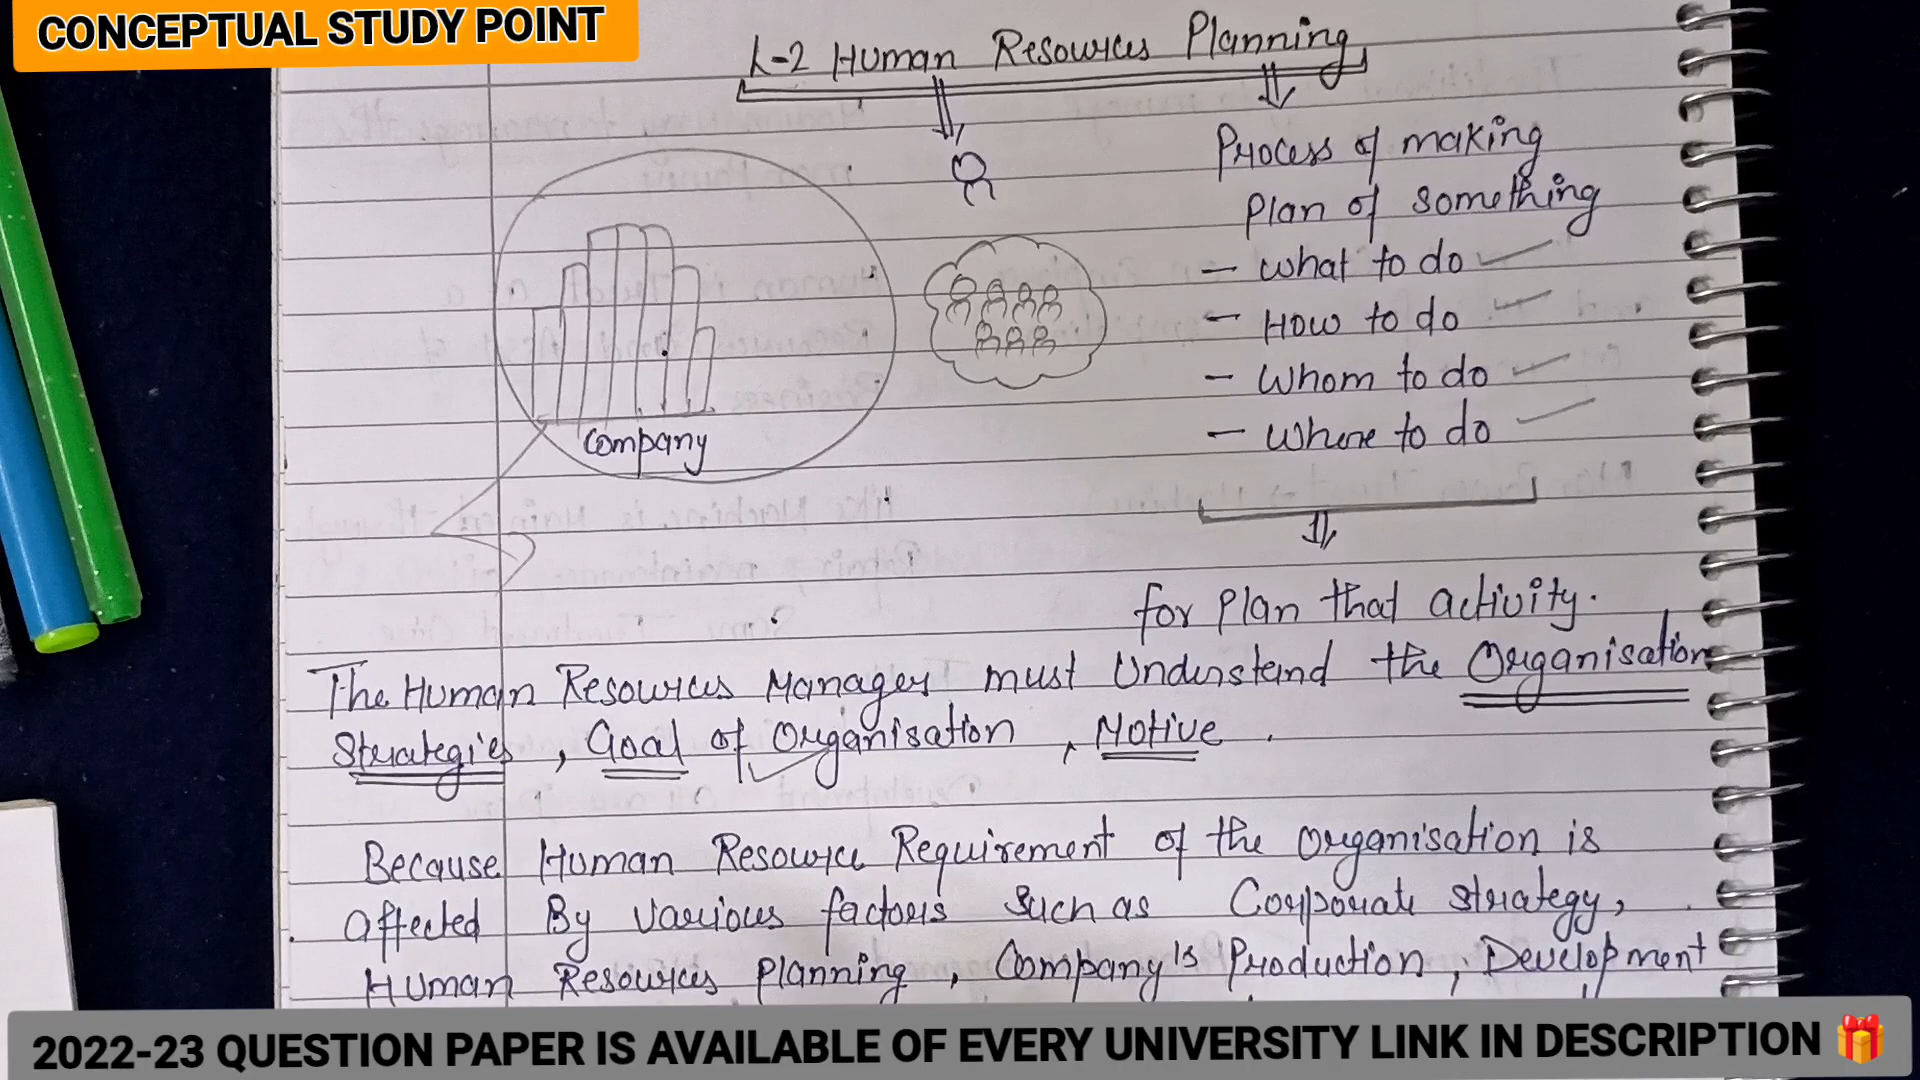 CONCEPTUAL STUDY POINT
L-2 Human Resources Planning
Process of making
Plan of something
- What to do
- How to do
- Whom to do
- Where to do
Company
for Plan that activity.
The Human Resources Manager must Understand the Organisation
Strategies, Goal of Organisation, Motive.
Because Human Resource Requirement of the Organisation is
affected By Various factors Such as Corporate Strategy,
Human Resources Planning, Company's Production, Development
2022-23 QUESTION PAPER IS AVAILABLE OF EVERY UNIVERSITY LINK IN DESCRIPTION 🎁